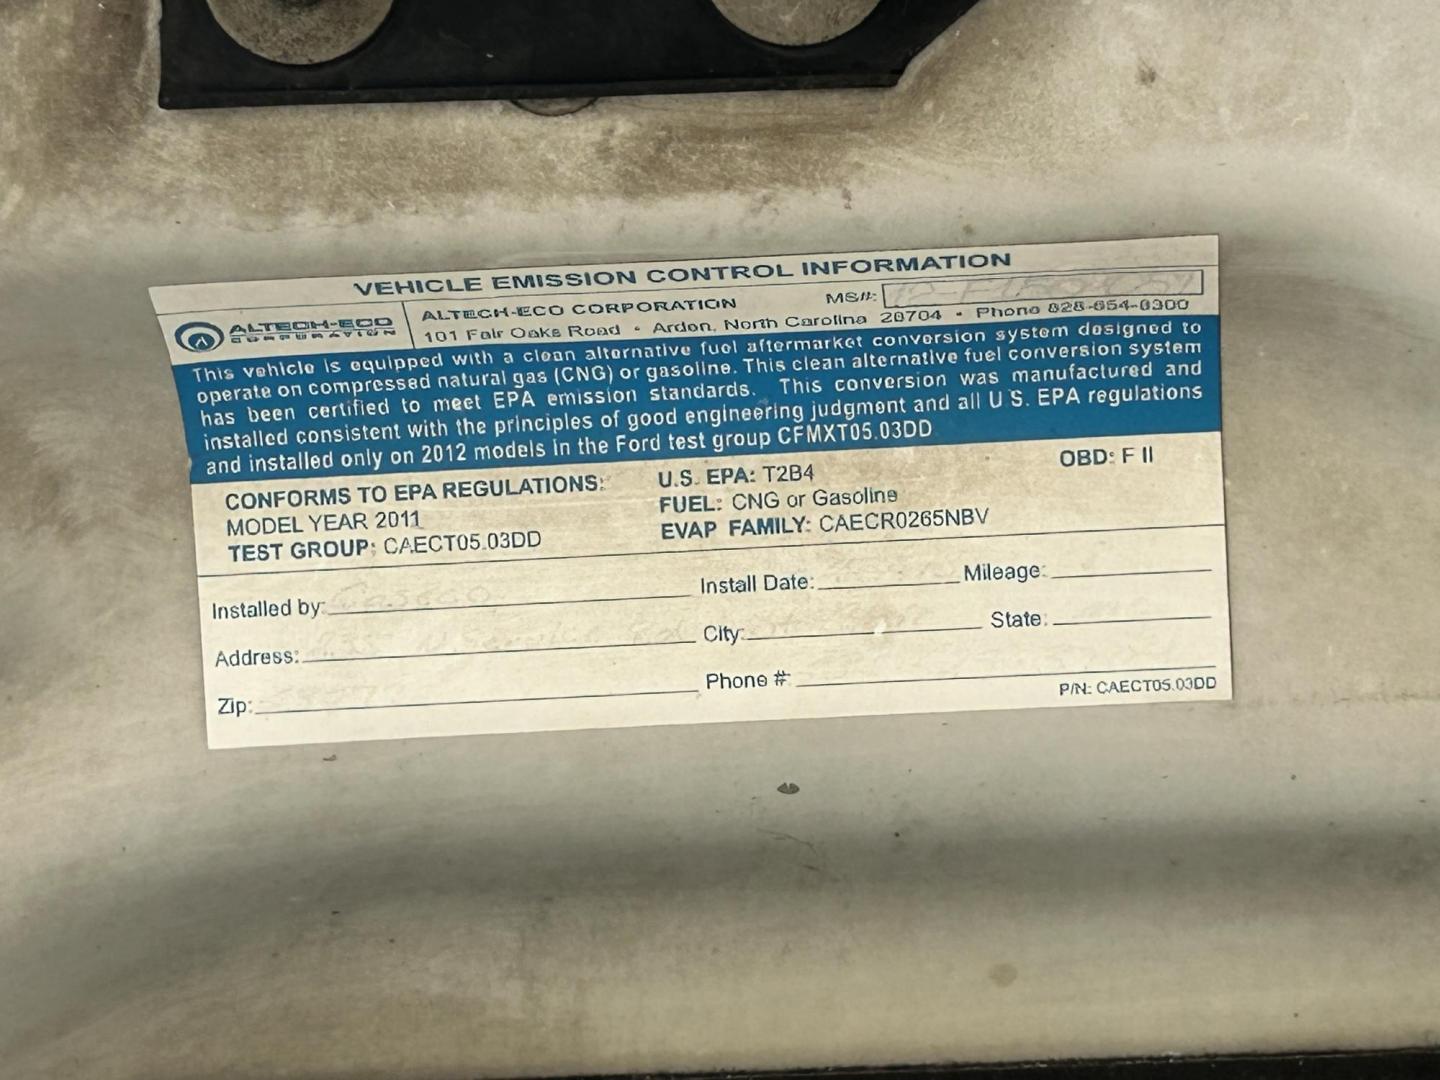 VEHICLE EMISSION CONTROL INFORMATION
ALTECH-ECO
CORPORATION
ALTECH-ECO CORPORATION
MS#:
101 Fair Oaks Road • Arden, North Carolina 28704 • Phone 828-654-8300
This vehicle is equipped with a clean alternative fuel aftermarket conversion system designed to
operate on compressed natural gas (CNG) or gasoline. This clean alternative fuel conversion system
has been certified to meet EPA emission standards. This conversion was manufactured and
installed consistent with the principles of good engineering judgment and all U.S. EPA regulations
and installed only on 2012 models in the Ford test group CFMXT05.03DD
CONFORMS TO EPA REGULATIONS:
MODEL YEAR 2011
TEST GROUP: CAECT05.03DD
U.S. EPA: T2B4
FUEL: CNG or Gasoline
EVAP FAMILY: CAECR0265NBV
OBD: F II
Installed by:
Install Date:
Mileage:
Address:
City:
State:
Zip:
Phone #:
P/N: CAECT05.03DD